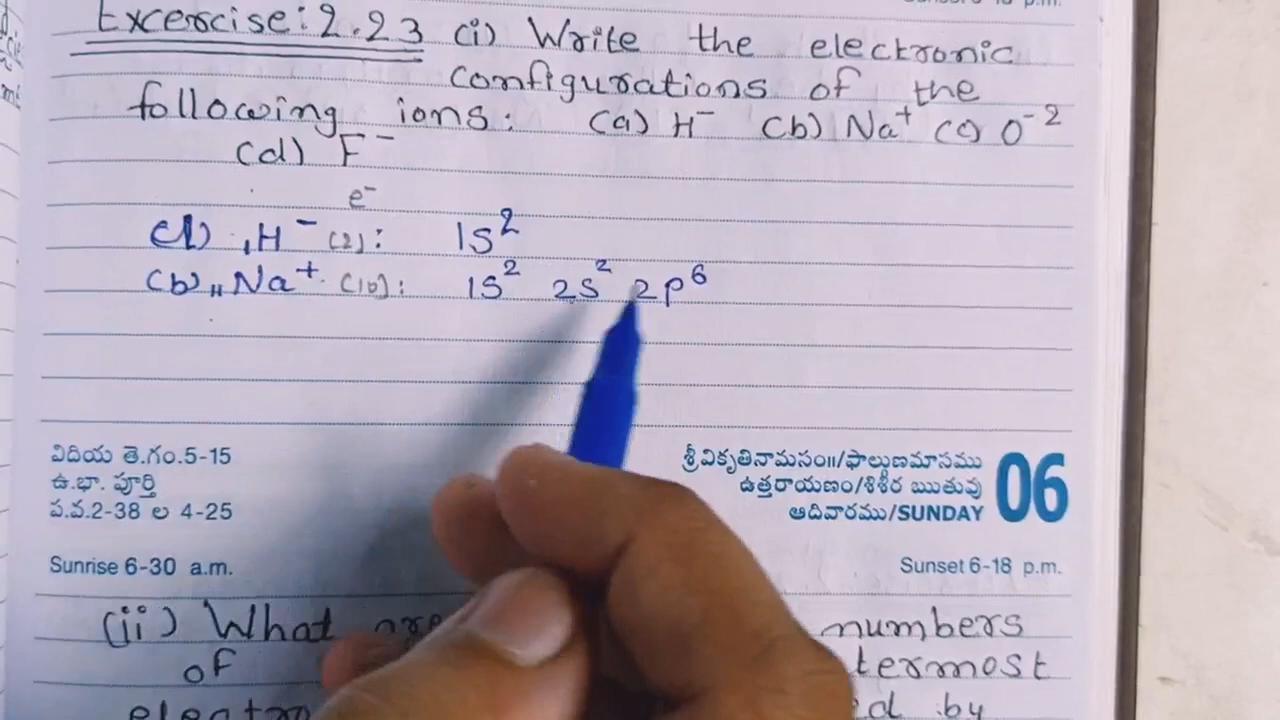 Excercise: 2.23 (i) Write the electronic
configurations of the
following ions: (a) H⁻ (b) Na⁺ (c) O⁻²
(d) F⁻
e⁻
(a) ₁H⁻ (2): 1s²
(b) ₁₁Na⁺ (10): 1s² 2s² 2p⁶
విదియ తె.గం.5-15
ఉ.భా. పూర్తి
ప.వ.2-38 ల 4-25
శ్రీ వికృతినామసం॥/ఫాల్గుణమాసము
ఉత్తరాయణం/శిశిర ఋతువు
ఆదివారము/SUNDAY
06
Sunrise 6-30 a.m. Sunset 6-18 p.m.
(ii) What are numbers
of